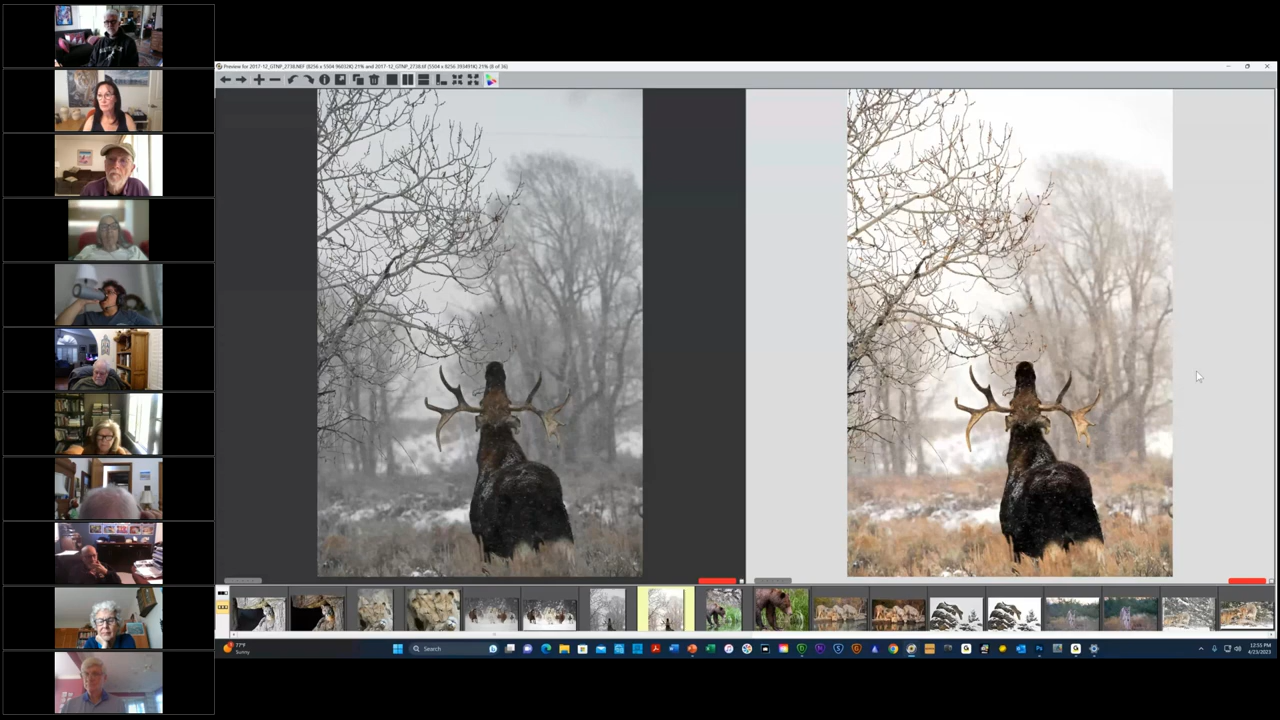 Preview for 2017-12_GTNP_2738.NEF (8256 x 5504 96032K) 21% and 2017-12_GTNP_2738.tif (5504 x 8256 393491K) 21% (8 of 36)
77°F
Sunny
Search
12:55 PM
4/23/2023